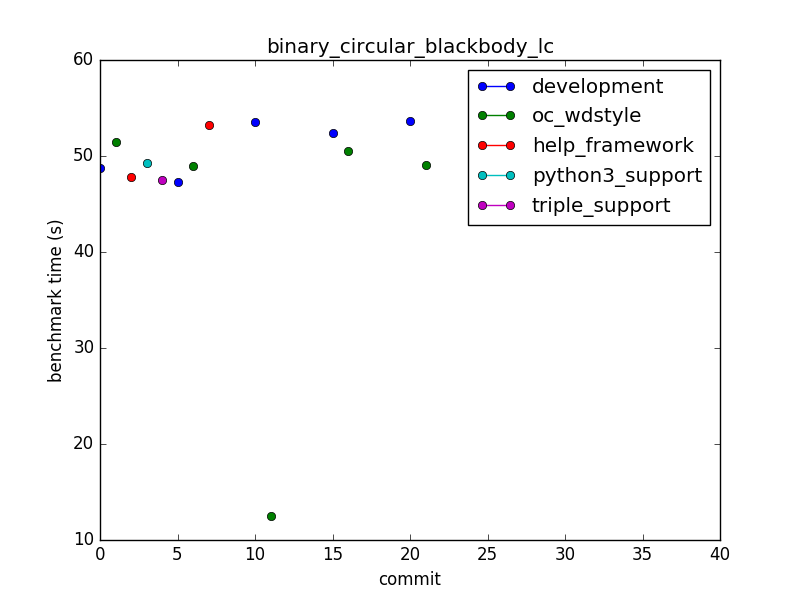 binary_circular_blackbody_lc
60
50
40
30
20
10
benchmark time (s)
development
oc_wdstyle
help_framework
python3_support
triple_support
0 5 10 15 20 25 30 35 40
commit